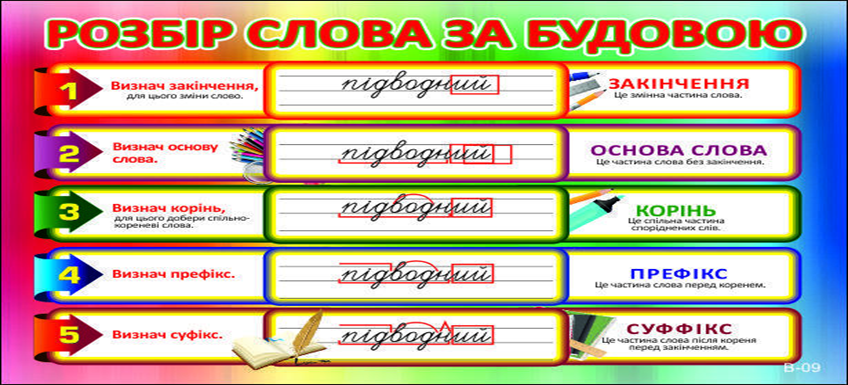 РОЗБІР СЛОВА ЗА БУДОВОЮ
1
Визнач закінчення,
для цього зміни слово.
підводний
ЗАКІНЧЕННЯ
Це змінна частина слова.
2
Визнач основу
слова.
підводний
ОСНОВА СЛОВА
Це частина слова без закінчення.
3
Визнач корінь,
для цього добери спільно-
кореневі слова.
підводний
КОРІНЬ
Це спільна частина
споріднених слів.
4
Визнач префікс.
підводний
ПРЕФІКС
Це частина слова перед коренем.
5
Визнач суфікс.
підводний
СУФФІКС
Це частина слова після кореня
перед закінченням.
В-09